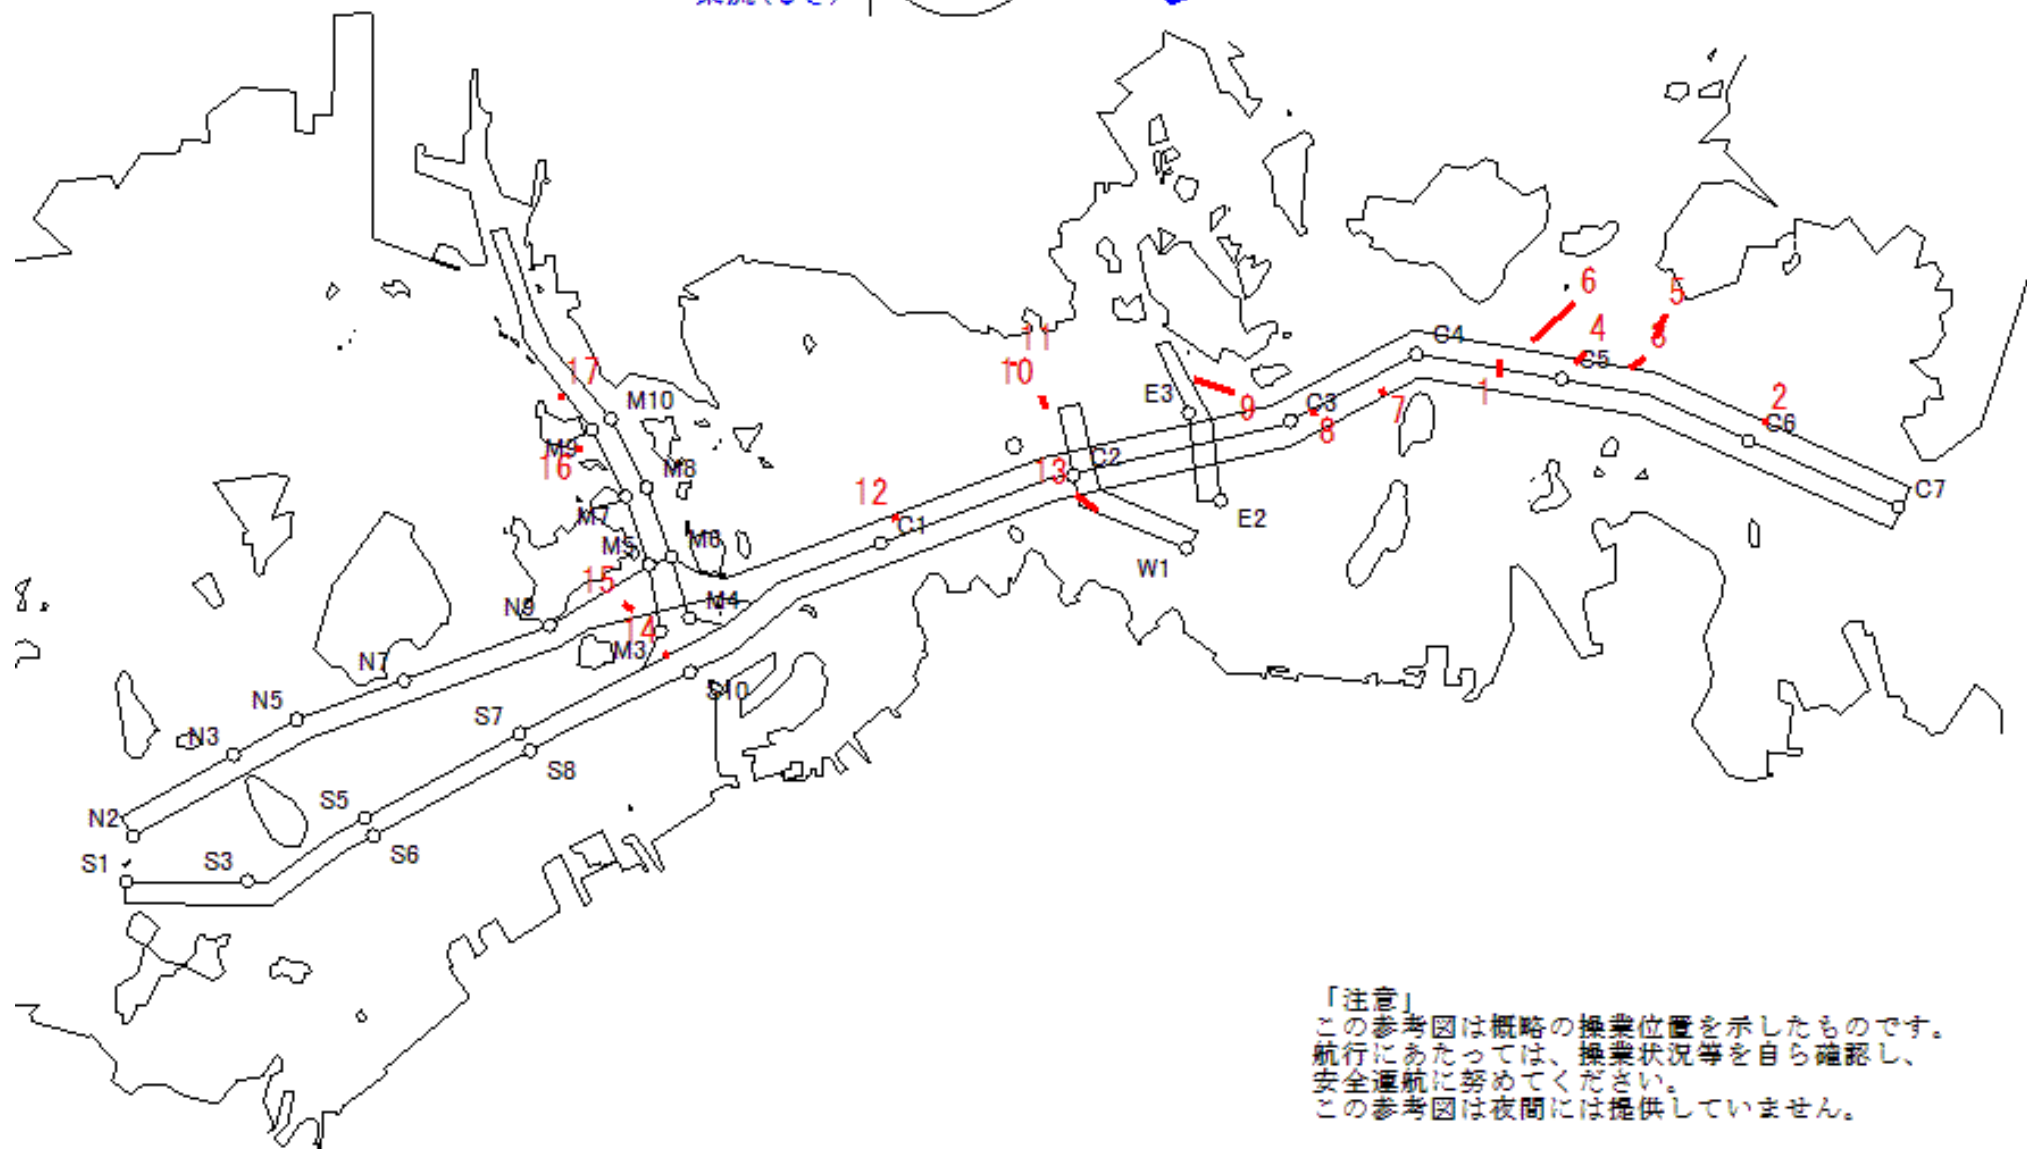 6
5
C4
4
C5
3
11
10
17
E3
9
C3
7
1
2
C6
8
M10
M9
16
M8
13
C2
C7
12
C1
E2
M7
M5
M6
W1
15
N9
M4
14
M3
N7
S10
N5
N3
S7
S8
S5
N2
S6
S1
S3
「注意」
この参考図は概略の操業位置を示したものです。
航行にあたっては、操業状況等を自ら確認し、
安全運航に努めてください。
この参考図は夜間には提供していません。